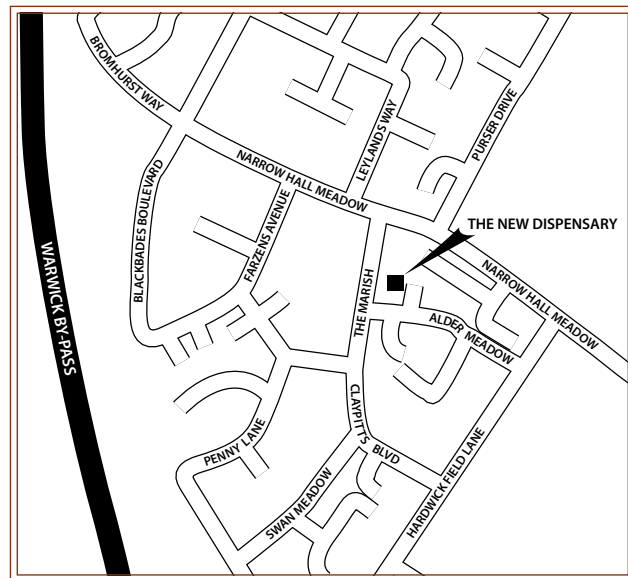 BROMHURST WAY
LEYLANDS WAY
PURSER DRIVE
NARROW HALL MEADOW
BLACKBADES BOULEVARD
FARZENS AVENUE
THE NEW DISPENSARY
NARROW HALL MEADOW
WARWICK BY-PASS
THE MARISH
ALDER MEADOW
CLAYPITTS BLVD
PENNY LANE
SWAN MEADOW
HARDWICK FIELD LANE